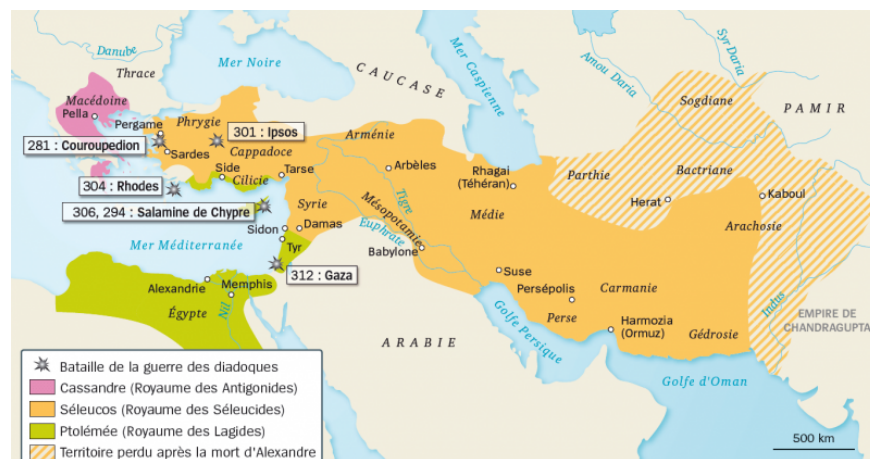 Danube
Thrace
Mer Noire
CAUCASE
Mer Caspienne
Amou Daria
Syr Daria
Sogdiane
PAMIR
Macédoine
Pella
Pergame
Phrygie
301 : Ipsos
281 : Couroupedion
Sardes
Cappadoce
Arménie
Side
Cilicie
Tarse
Arbèles
Rhagai
(Téhéran)
Parthie
Bactriane
Kaboul
Herat
304 : Rhodes
306, 294 : Salamine de Chypre
Syrie
Mésopotamie
Tigre
Euphrate
Médie
Arachosie
Sidon
Damas
Mer Méditerranée
Tyr
Babylone
312 : Gaza
Suse
Alexandrie
Memphis
Persépolis
Carmanie
Indus
Égypte
Nil
Golfe Persique
Perse
Harmozia
(Ormuz)
Gédrosie
EMPIRE DE
CHANDRAGUPTA
ARABIE
Golfe d'Oman
Bataille de la guerre des diadoques
Cassandre (Royaume des Antigonides)
Séleucos (Royaume des Séleucides)
Ptolémée (Royaume des Lagides)
Territoire perdu après la mort d'Alexandre
500 km